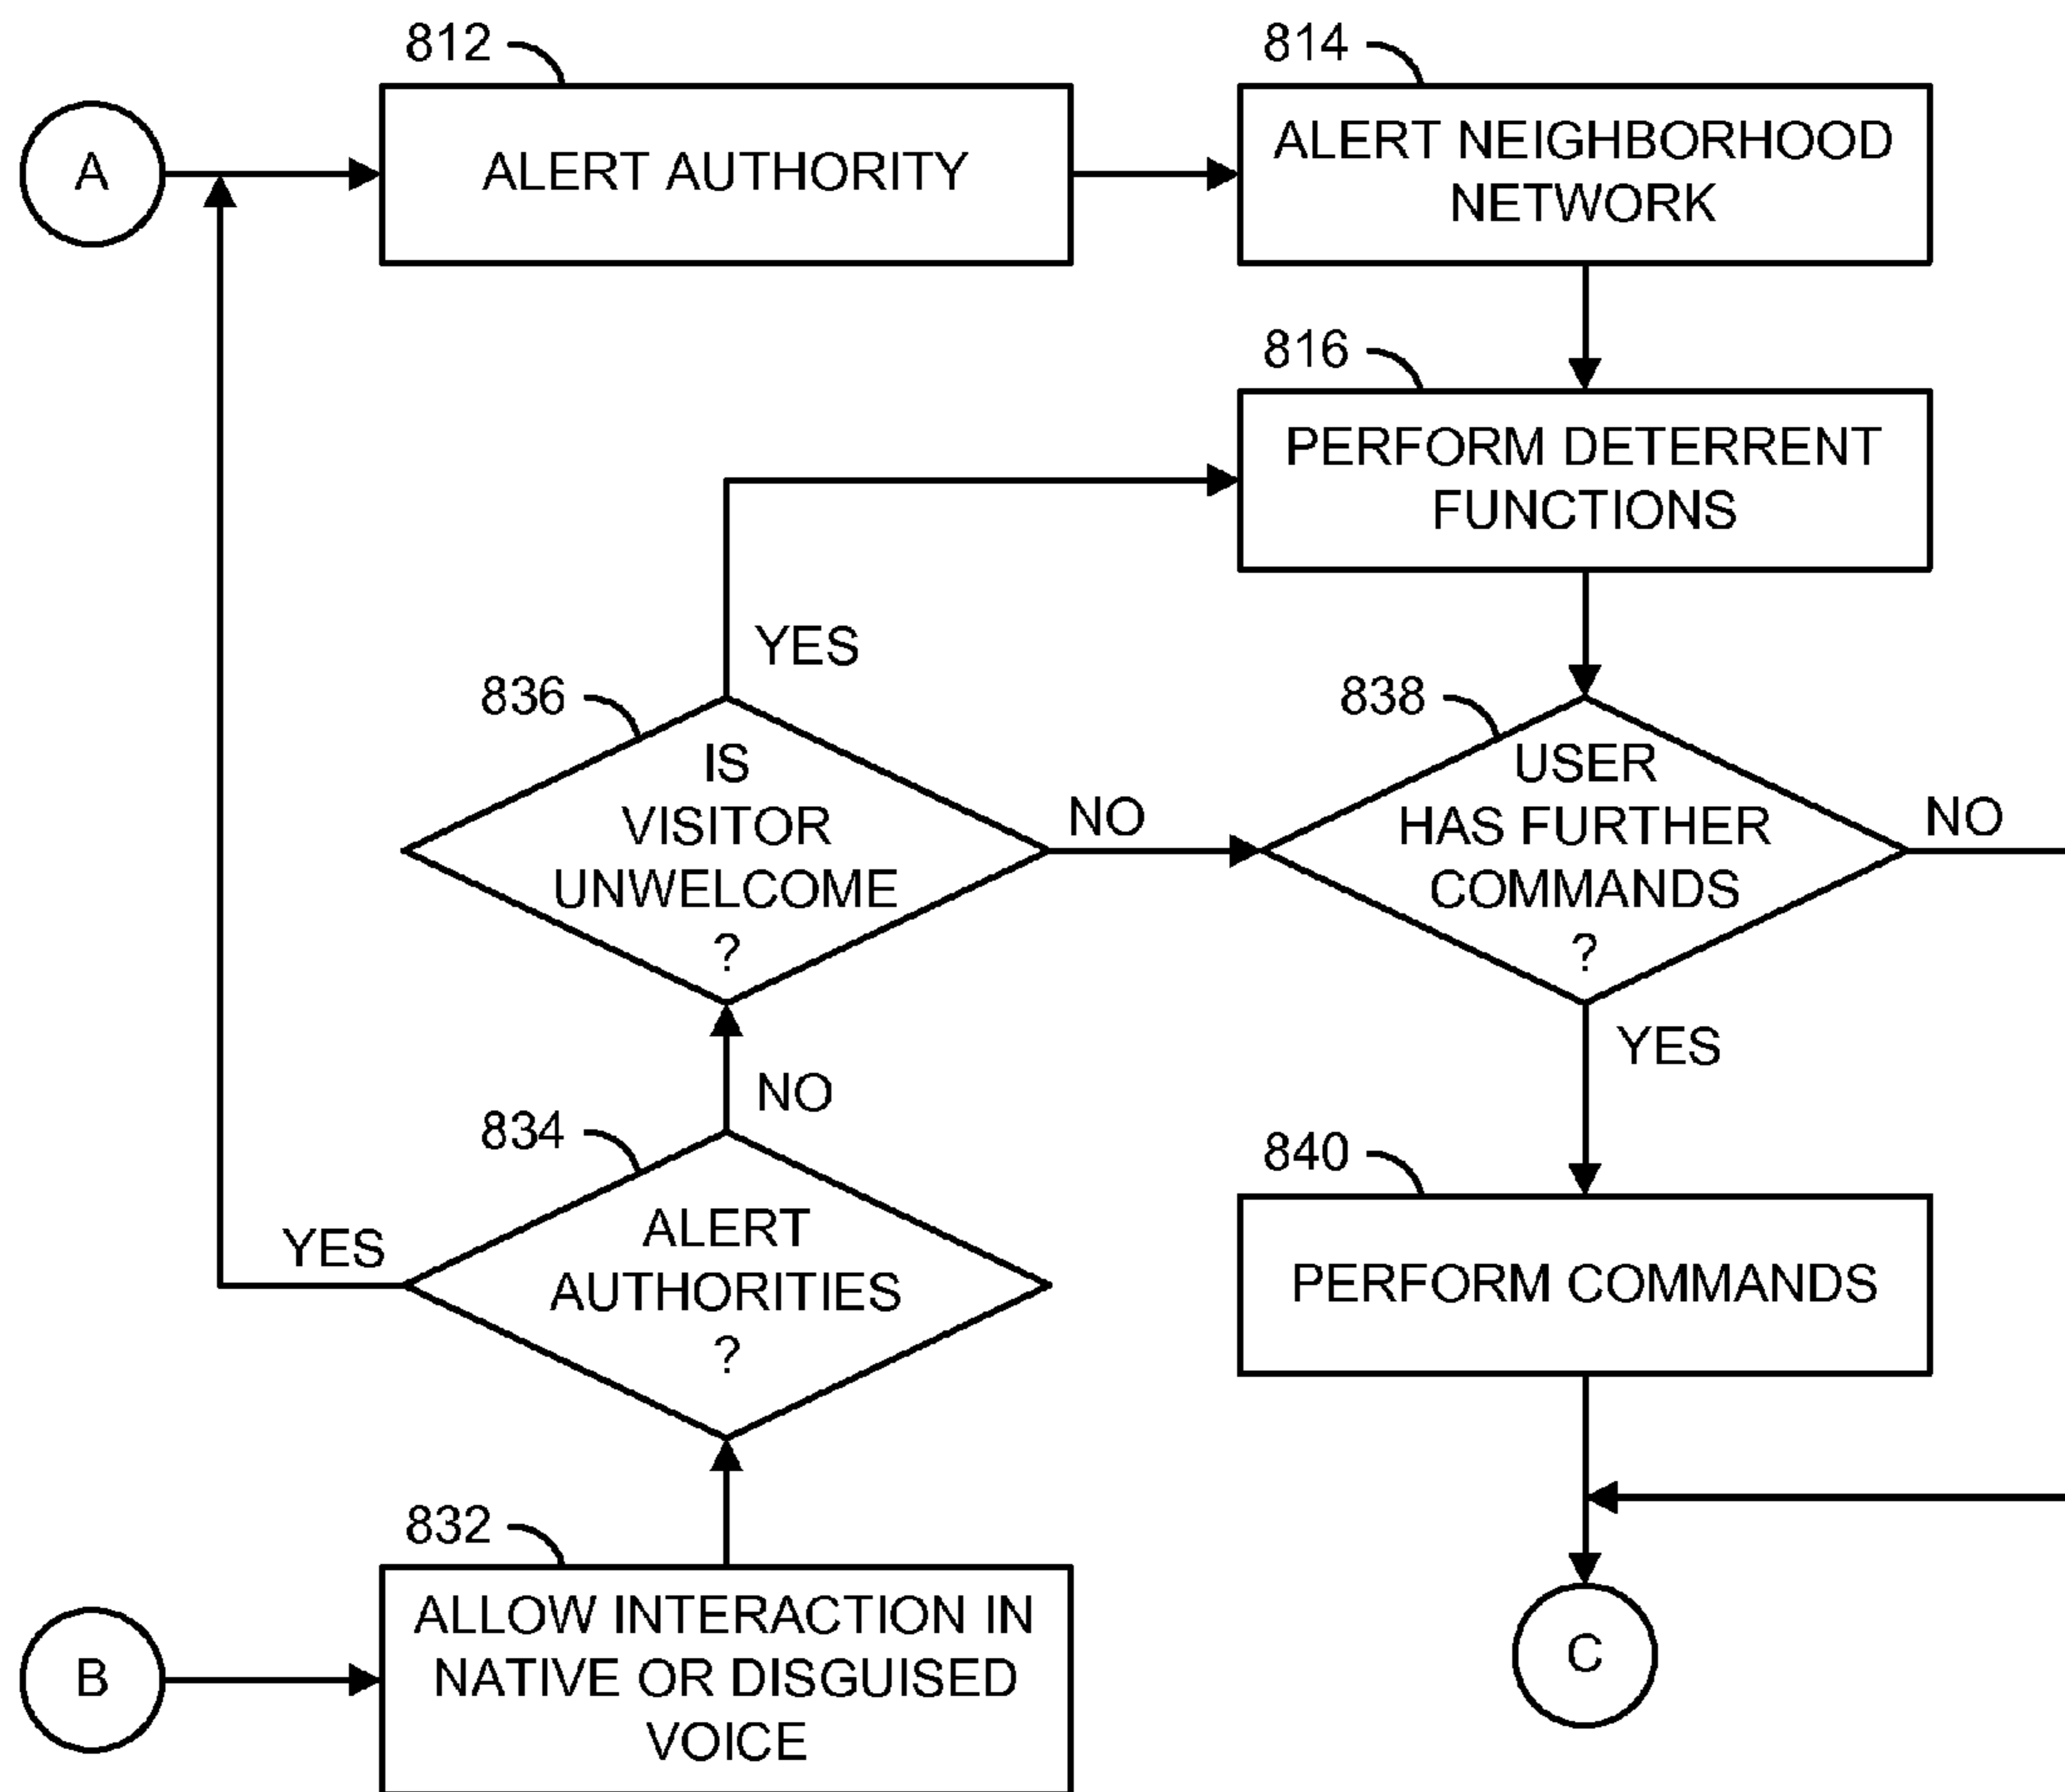 812
814
A
ALERT AUTHORITY
ALERT NEIGHBORHOOD
NETWORK
816
PERFORM DETERRENT
FUNCTIONS
YES
836
IS
VISITOR
UNWELCOME
?
NO
838
USER
HAS FURTHER
COMMANDS
?
NO
YES
NO
834
ALERT
AUTHORITIES
?
YES
840
PERFORM COMMANDS
832
B
ALLOW INTERACTION IN
NATIVE OR DISGUISED
VOICE
C